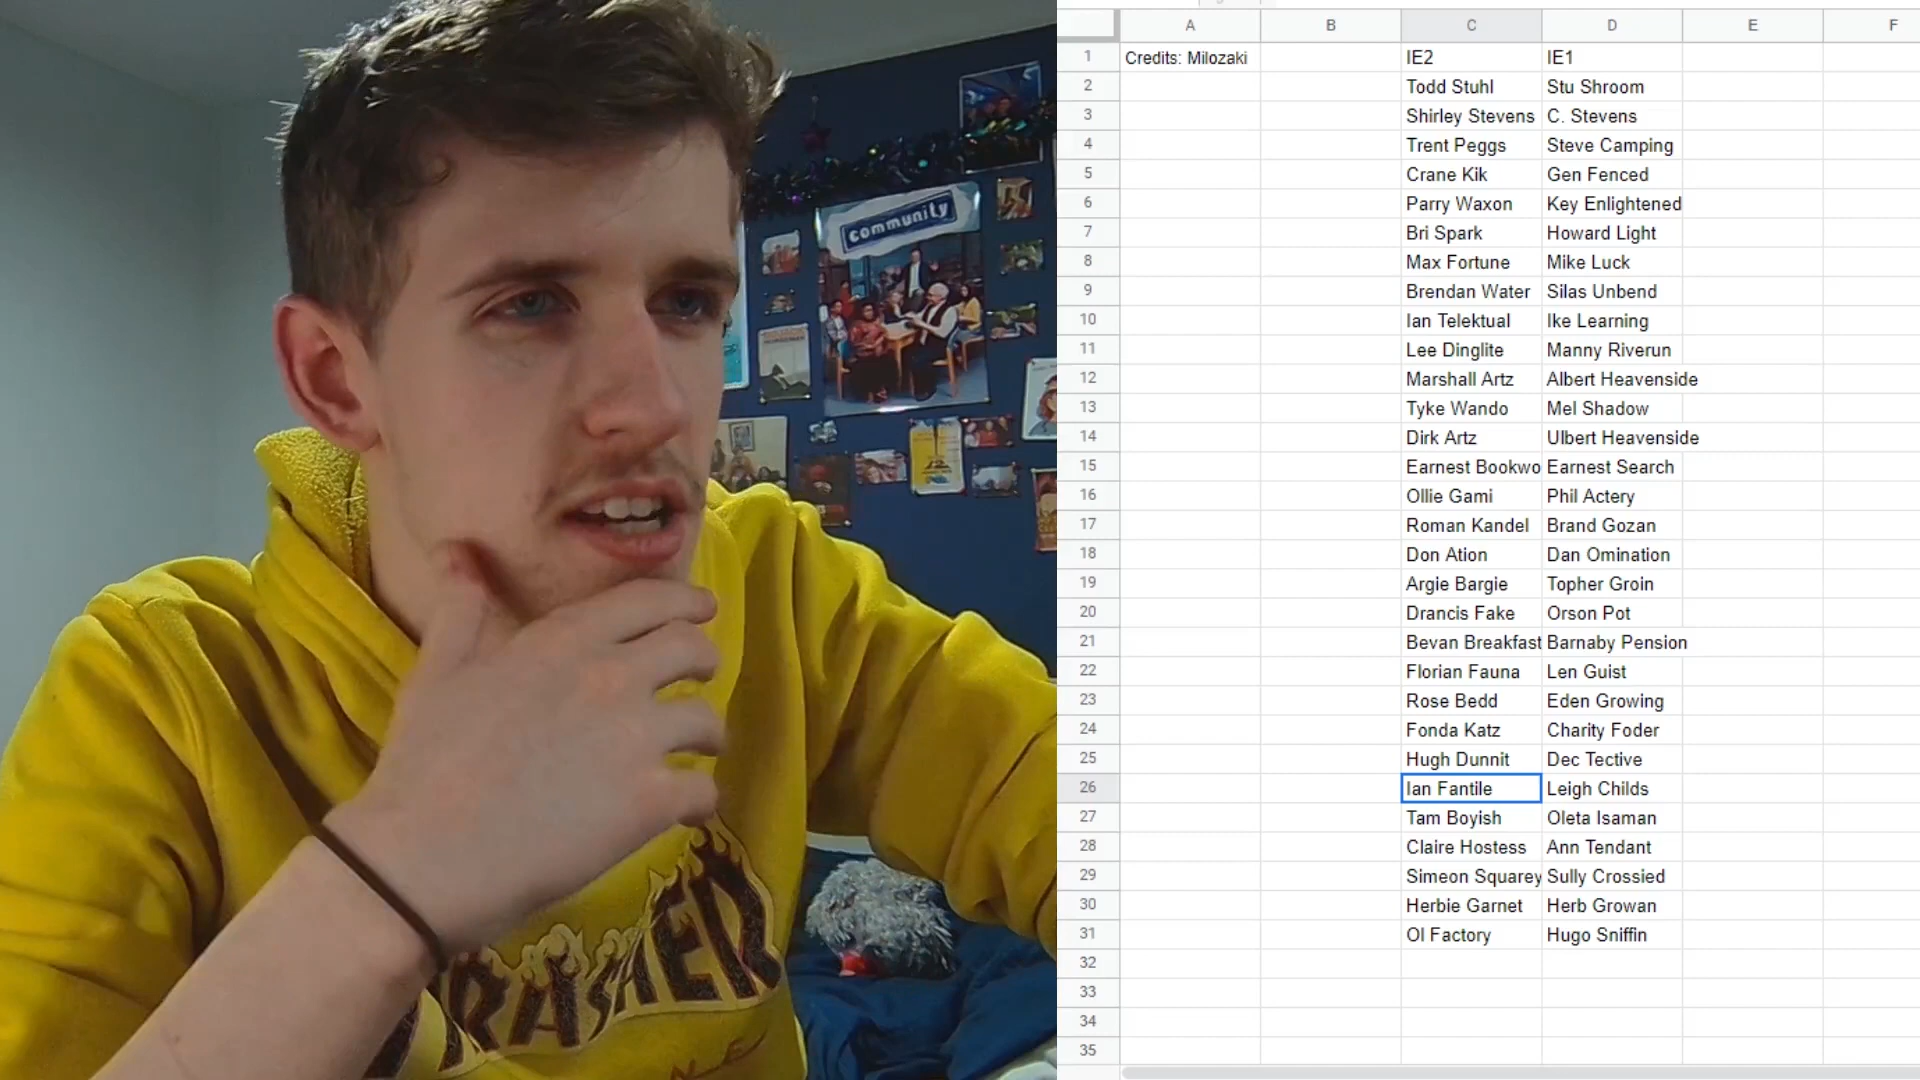 community
THRASHER
A B C D E F
1 Credits: Milozaki IE2 IE1
2 Todd Stuhl Stu Shroom
3 Shirley Stevens C. Stevens
4 Trent Peggs Steve Camping
5 Crane Kik Gen Fenced
6 Parry Waxon Key Enlightened
7 Bri Spark Howard Light
8 Max Fortune Mike Luck
9 Brendan Water Silas Unbend
10 Ian Telektual Ike Learning
11 Lee Dinglite Manny Riverun
12 Marshall Artz Albert Heavenside
13 Tyke Wando Mel Shadow
14 Dirk Artz Ulbert Heavenside
15 Earnest Bookwo Earnest Search
16 Ollie Gami Phil Actery
17 Roman Kandel Brand Gozan
18 Don Ation Dan Omination
19 Argie Bargie Topher Groin
20 Drancis Fake Orson Pot
21 Bevan Breakfast Barnaby Pension
22 Florian Fauna Len Guist
23 Rose Bedd Eden Growing
24 Fonda Katz Charity Foder
25 Hugh Dunnit Dec Tective
26 Ian Fantile Leigh Childs
27 Tam Boyish Oleta Isaman
28 Claire Hostess Ann Tendant
29 Simeon Squarey Sully Crossied
30 Herbie Garnet Herb Growan
31 Ol Factory Hugo Sniffin
32
33
34
35